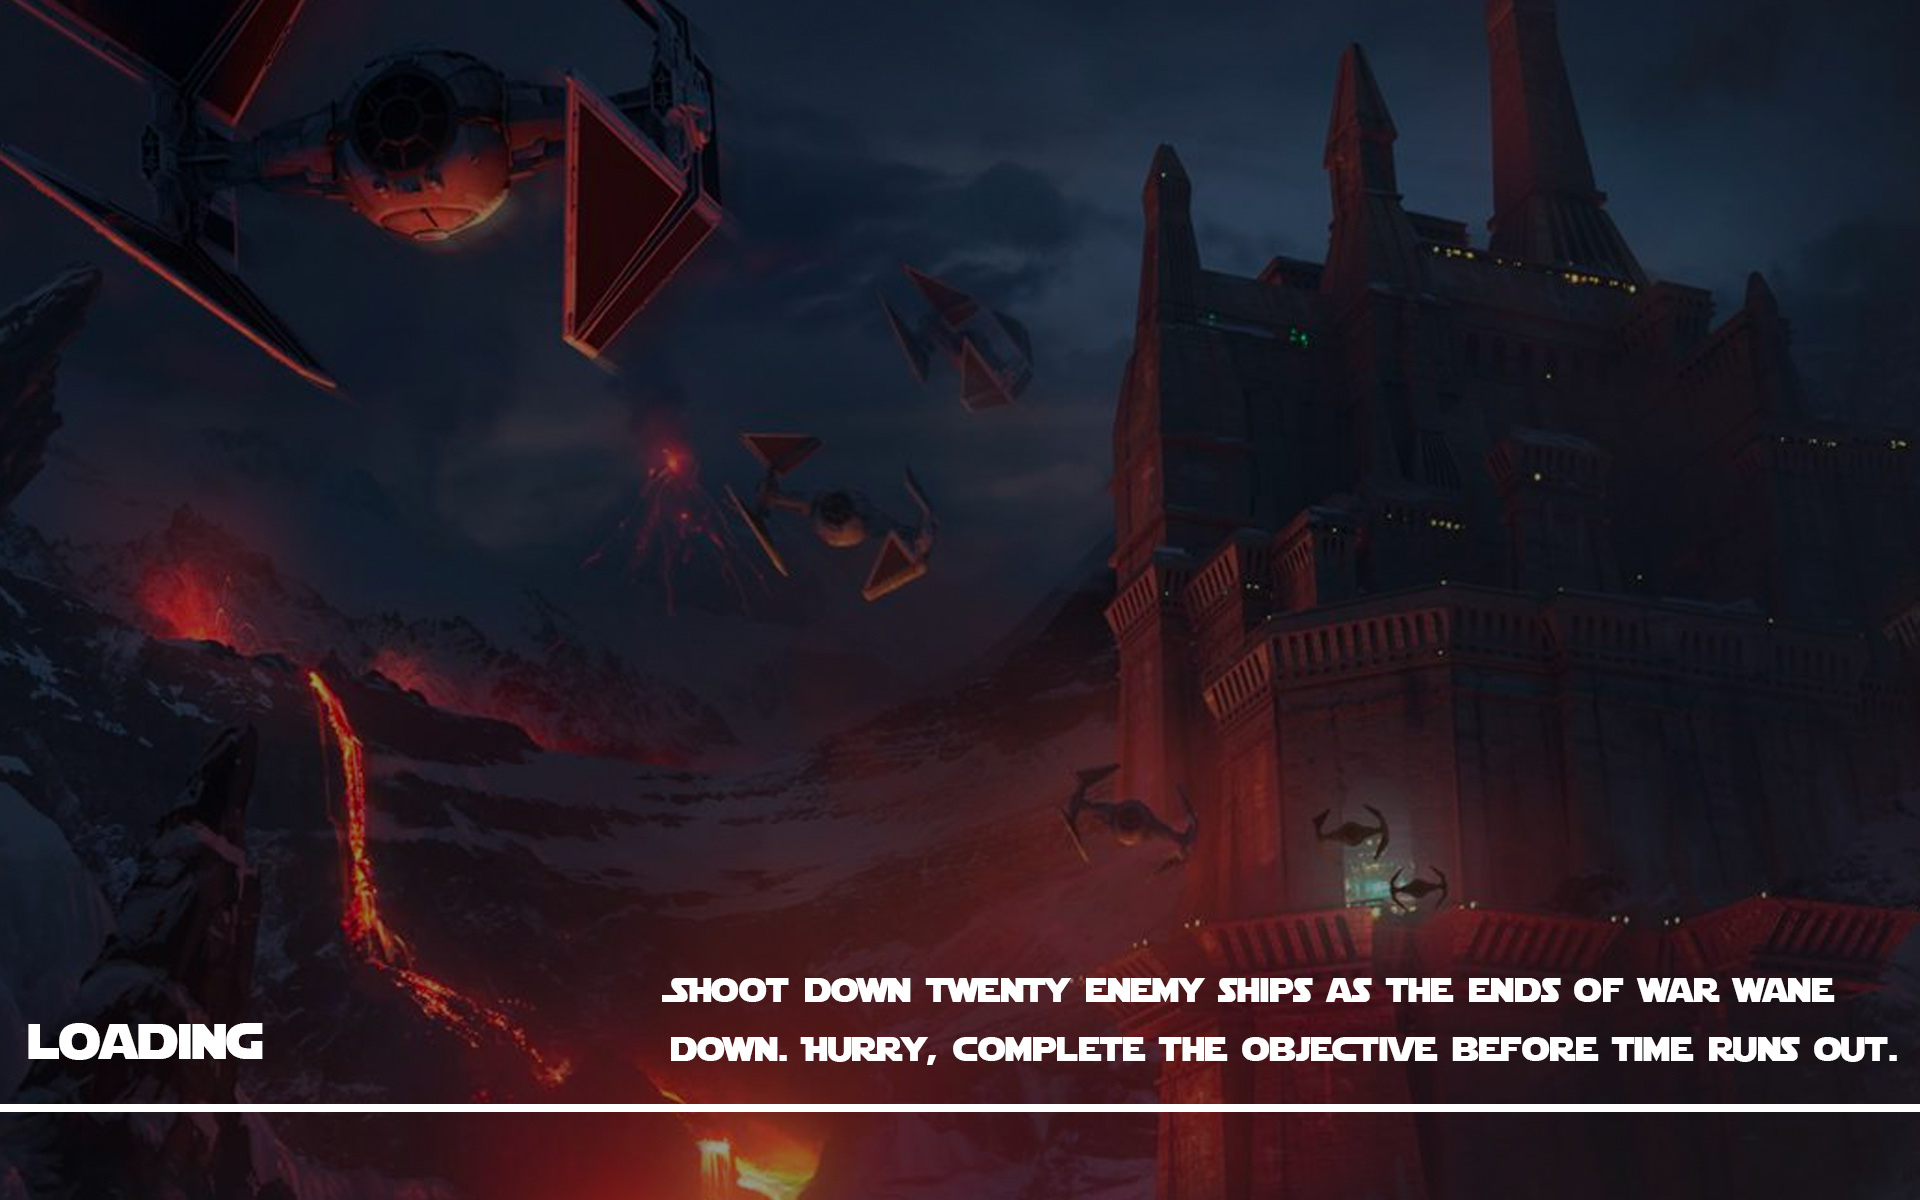 SHOOT DOWN TWENTY ENEMY SHIPS AS THE ENDS OF WAR WANE
DOWN. HURRY, COMPLETE THE OBJECTIVE BEFORE TIME RUNS OUT.
LOADING